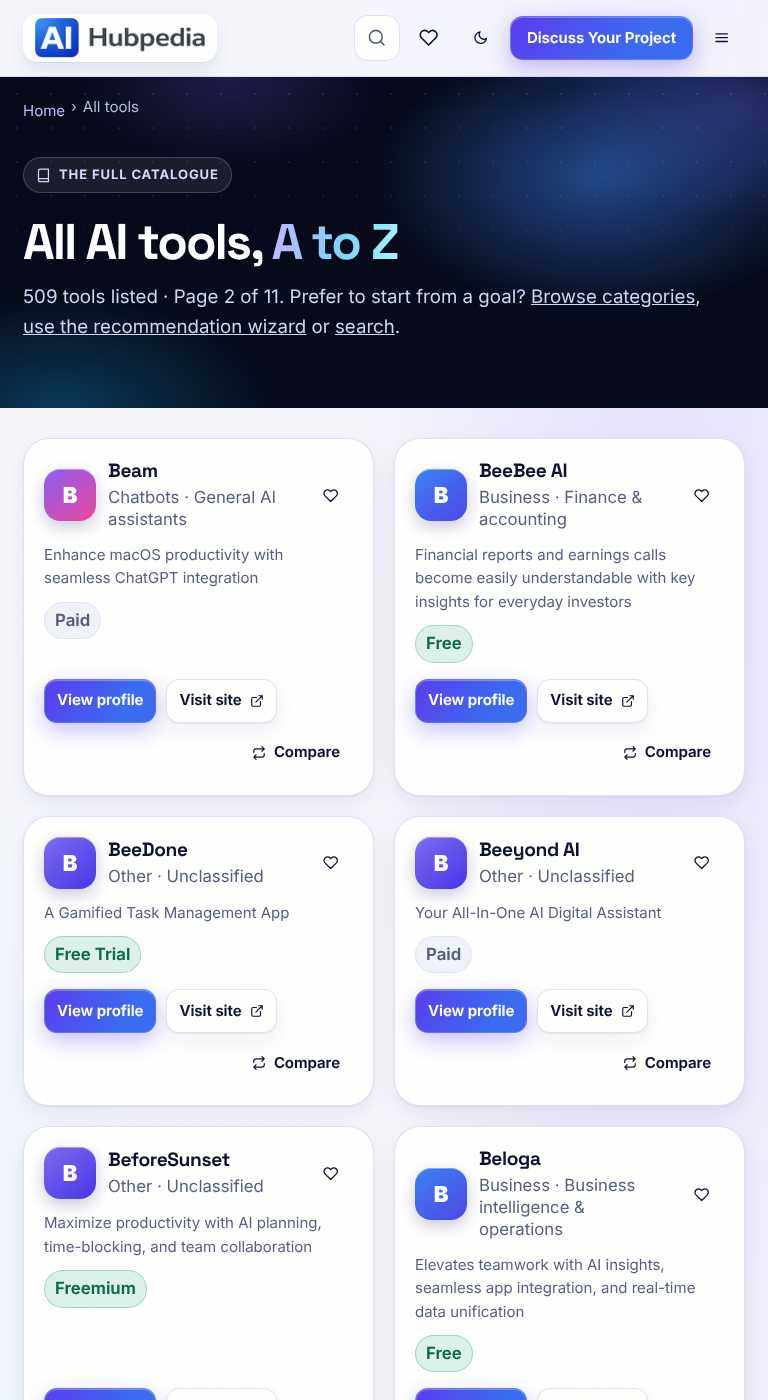 AI Hubpedia
Discuss Your Project
Home › All tools
THE FULL CATALOGUE
All AI tools, A to Z
509 tools listed · Page 2 of 11. Prefer to start from a goal? Browse categories,
use the recommendation wizard or search.
B
Beam
Chatbots · General AI
assistants
Enhance macOS productivity with
seamless ChatGPT integration
Paid
View profile
Visit site
Compare
B
BeeBee AI
Business · Finance &
accounting
Financial reports and earnings calls
become easily understandable with key
insights for everyday investors
Free
View profile
Visit site
Compare
B
BeeDone
Other · Unclassified
A Gamified Task Management App
Free Trial
View profile
Visit site
Compare
B
Beeyond AI
Other · Unclassified
Your All-In-One AI Digital Assistant
Paid
View profile
Visit site
Compare
B
BeforeSunset
Other · Unclassified
Maximize productivity with AI planning,
time-blocking, and team collaboration
Freemium
B
Beloga
Business · Business
intelligence &
operations
Elevates teamwork with AI insights,
seamless app integration, and real-time
data unification
Free